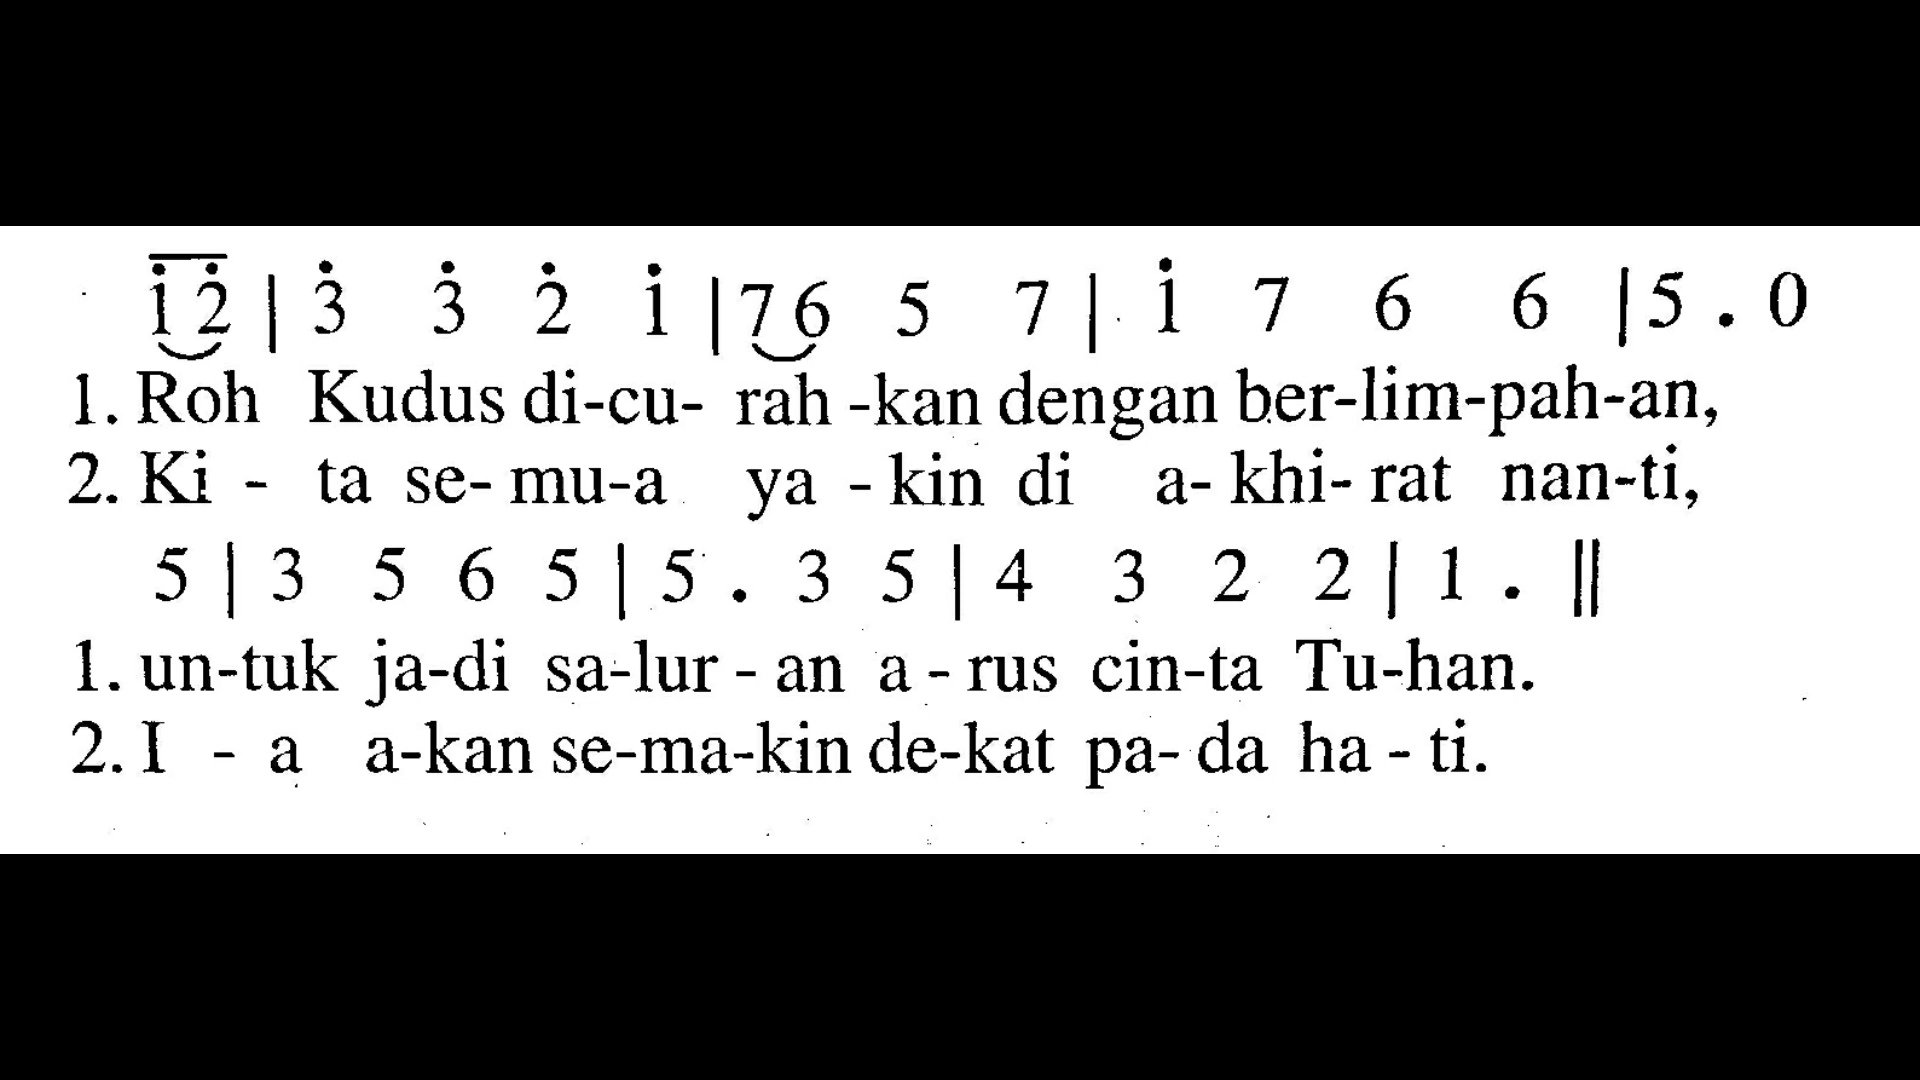 i̇ 2̇ | 3̇ 3̇ 2̇ i̇ | 7 6 5 7 | i̇ 7 6 6 | 5 . 0
1. Roh Kudus di-cu- rah -kan dengan ber-lim-pah-an,
2. Ki - ta se- mu-a ya - kin di a- khi- rat nan-ti,
5 | 3 5 6 5 | 5 . 3 5 | 4 3 2 2 | 1 . ||
1. un-tuk ja-di sa-lur - an a - rus cin-ta Tu-han.
2. I - a a-kan se-ma-kin de-kat pa- da ha - ti.